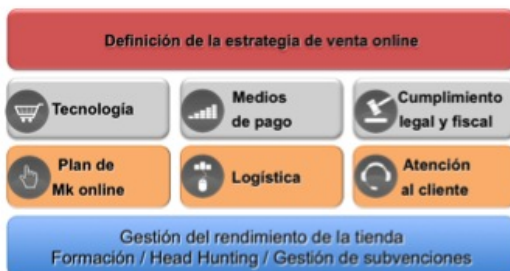 Definición de la estrategia de venta online
Tecnología
Medios
de pago
Cumplimiento
legal y fiscal
Plan de
Mk online
Logística
Atención
al cliente
Gestión del rendimiento de la tienda
Formación / Head Hunting / Gestión de subvenciones